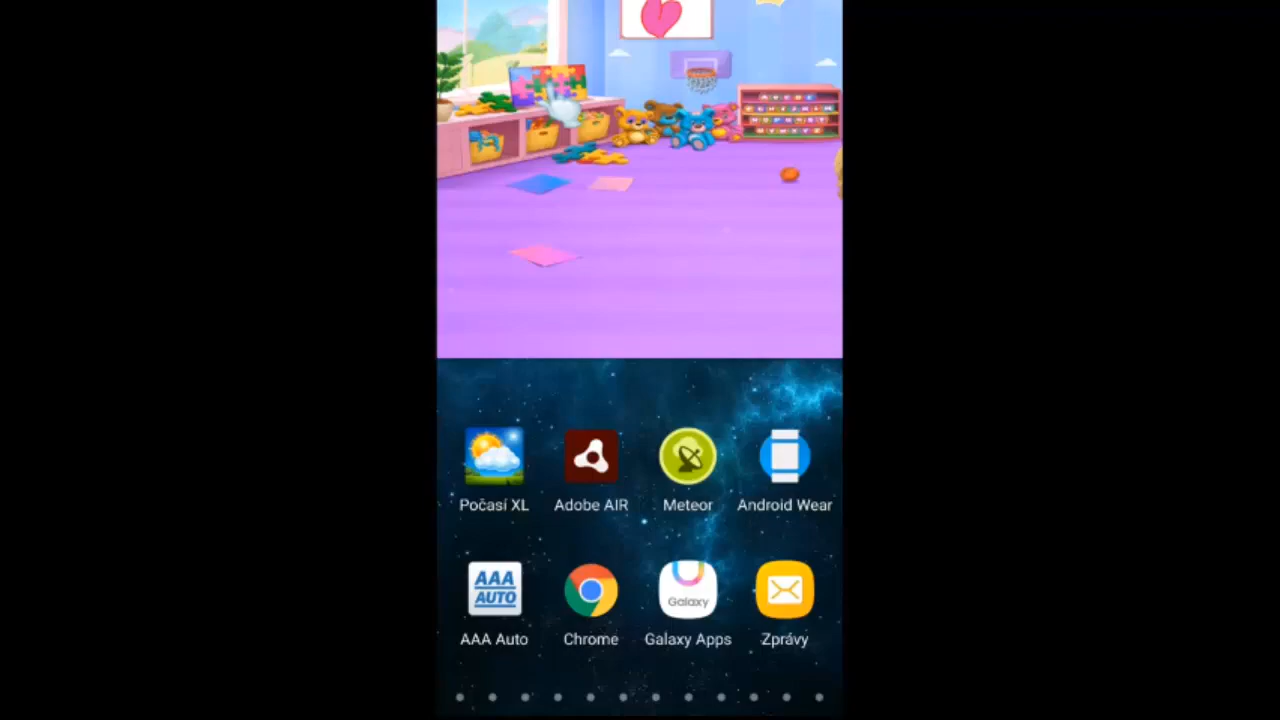 Počasí XL
Adobe AIR
Meteor
Android Wear
AAA
AUTO
Galaxy
AAA Auto
Chrome
Galaxy Apps
Zprávy